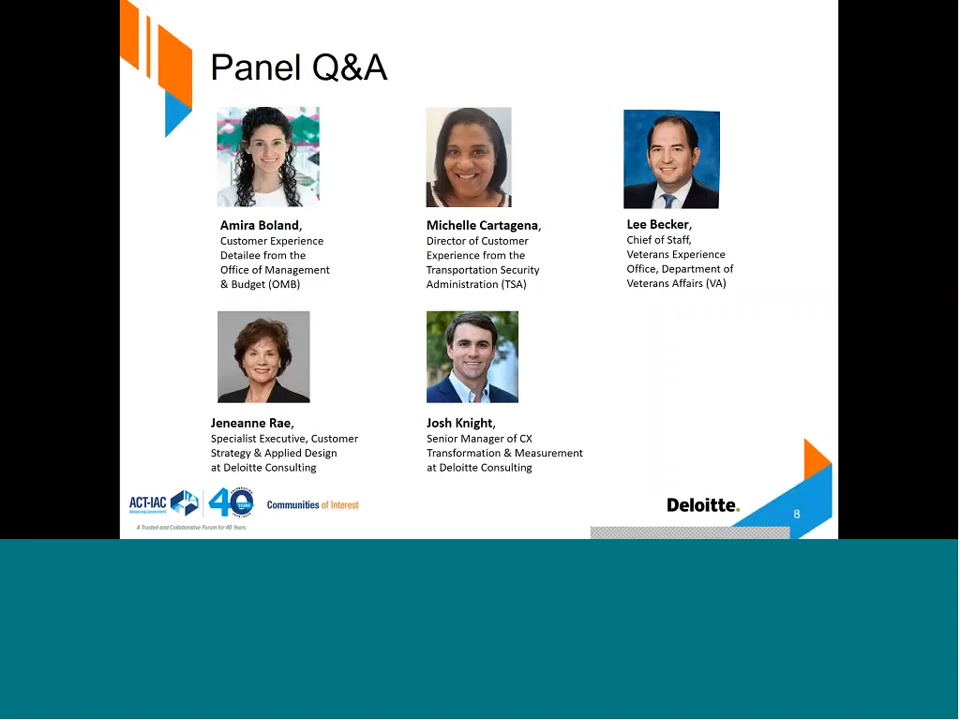 Panel Q&A
Amira Boland,
Customer Experience
Detailee from the
Office of Management
& Budget (OMB)
Michelle Cartagena,
Director of Customer
Experience from the
Transportation Security
Administration (TSA)
Lee Becker,
Chief of Staff,
Veterans Experience
Office, Department of
Veterans Affairs (VA)
Jeneanne Rae,
Specialist Executive, Customer
Strategy & Applied Design
at Deloitte Consulting
Josh Knight,
Senior Manager of CX
Transformation & Measurement
at Deloitte Consulting
ACT-IAC
Advancing Government
40
YEARS
Communities of Interest
A Trusted and Collaborative Forum for 40 Years
Deloitte.
8